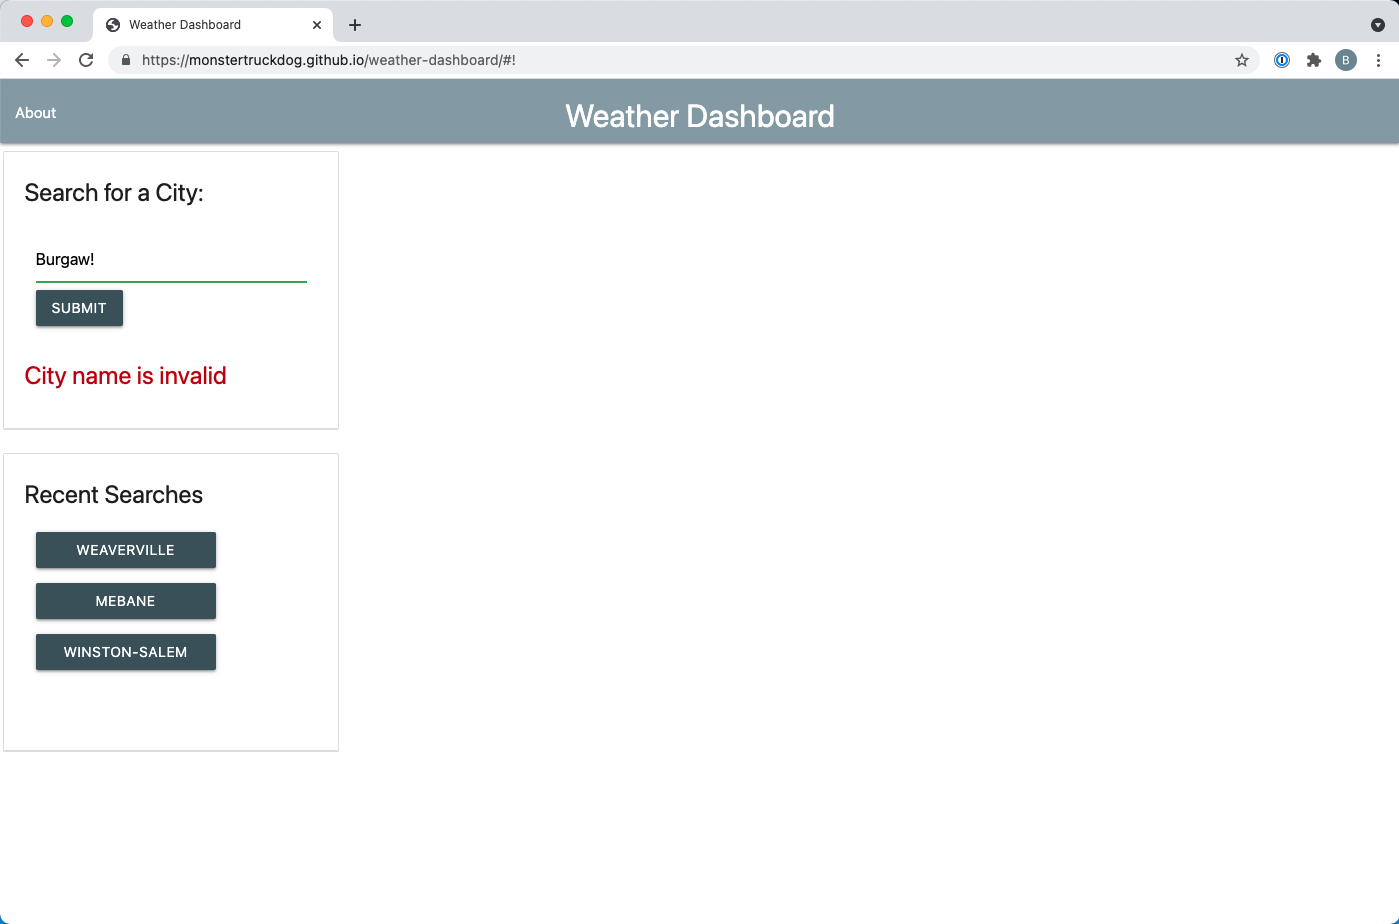 Weather Dashboard
https://monstertruckdog.github.io/weather-dashboard/#!
B
About
Weather Dashboard
Search for a City:
Burgaw!
SUBMIT
City name is invalid
Recent Searches
WEAVERVILLE
MEBANE
WINSTON-SALEM